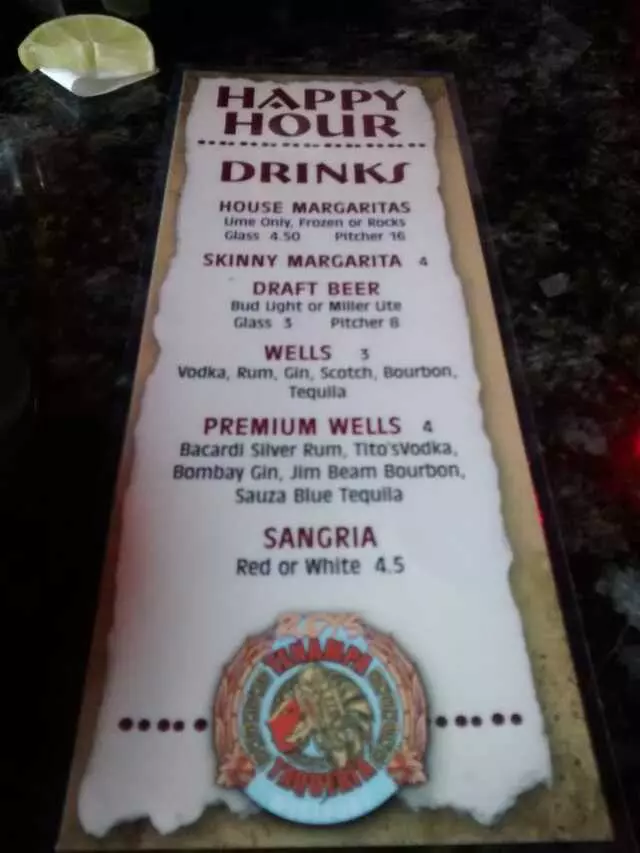 HAPPY
HOUR
DRINKS
HOUSE MARGARITAS
Lime Only, Frozen or Rocks
Glass 4.50 Pitcher 16
SKINNY MARGARITA 4
DRAFT BEER
Bud Light or Miller Lite
Glass 3 Pitcher 8
WELLS 3
Vodka, Rum, Gin, Scotch, Bourbon,
Tequila
PREMIUM WELLS 4
Bacardi Silver Rum, Tito'sVodka,
Bombay Gin, Jim Beam Bourbon,
Sauza Blue Tequila
SANGRIA
Red or White 4.5
TINAMPA
TAQUERIA